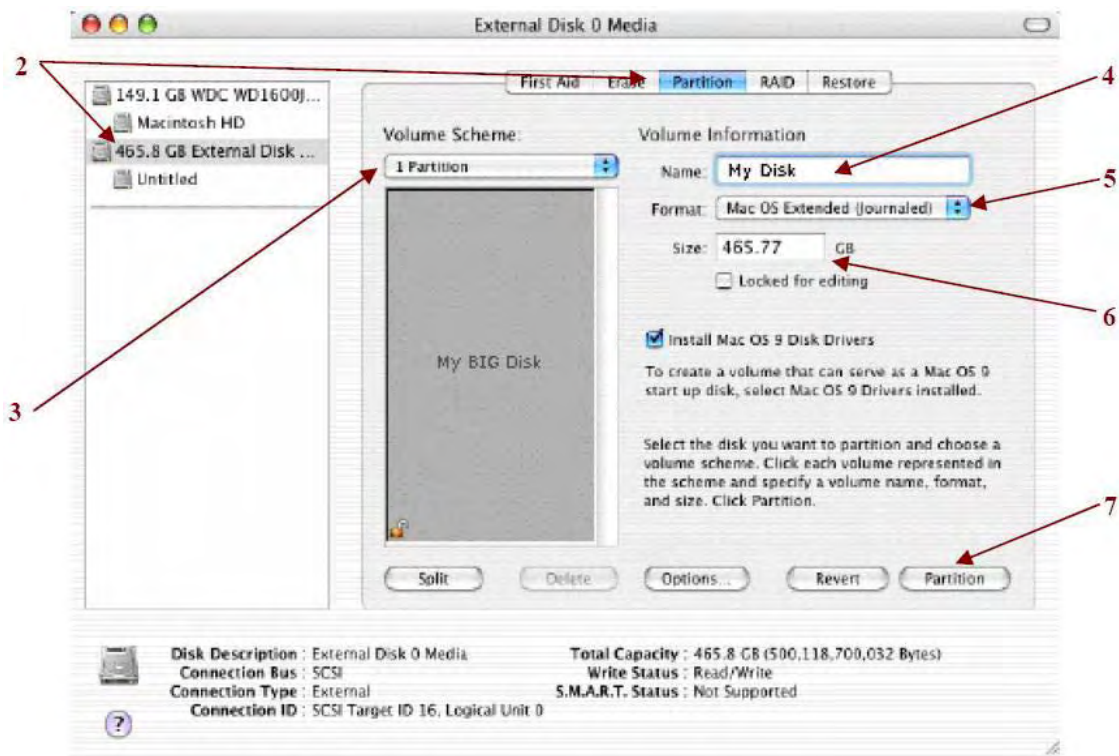 External Disk 0 Media
2
149.1 GB WDC WD1600J...
Macintosh HD
465.8 GB External Disk ...
Untitled
3
First Aid
Erase
Partition
RAID
Restore
Volume Scheme:
1 Partition
My BIG Disk
Split
Delete
Options...
Revert
Partition
Volume Information
Name: My Disk
4
Format: Mac OS Extended (Journaled)
5
Size: 465.77 GB
Locked for editing
6
Install Mac OS 9 Disk Drivers
To create a volume that can serve as a Mac OS 9
start up disk, select Mac OS 9 Drivers installed.
Select the disk you want to partition and choose a
volume scheme. Click each volume represented in
the scheme and specify a volume name, format,
and size. Click Partition.
7
Disk Description : External Disk 0 Media
Connection Bus : SCSI
Connection Type : External
Connection ID : SCSI Target ID 16, Logical Unit 0
Total Capacity : 465.8 GB (500,118,700,032 Bytes)
Write Status : Read/Write
S.M.A.R.T. Status : Not Supported
?